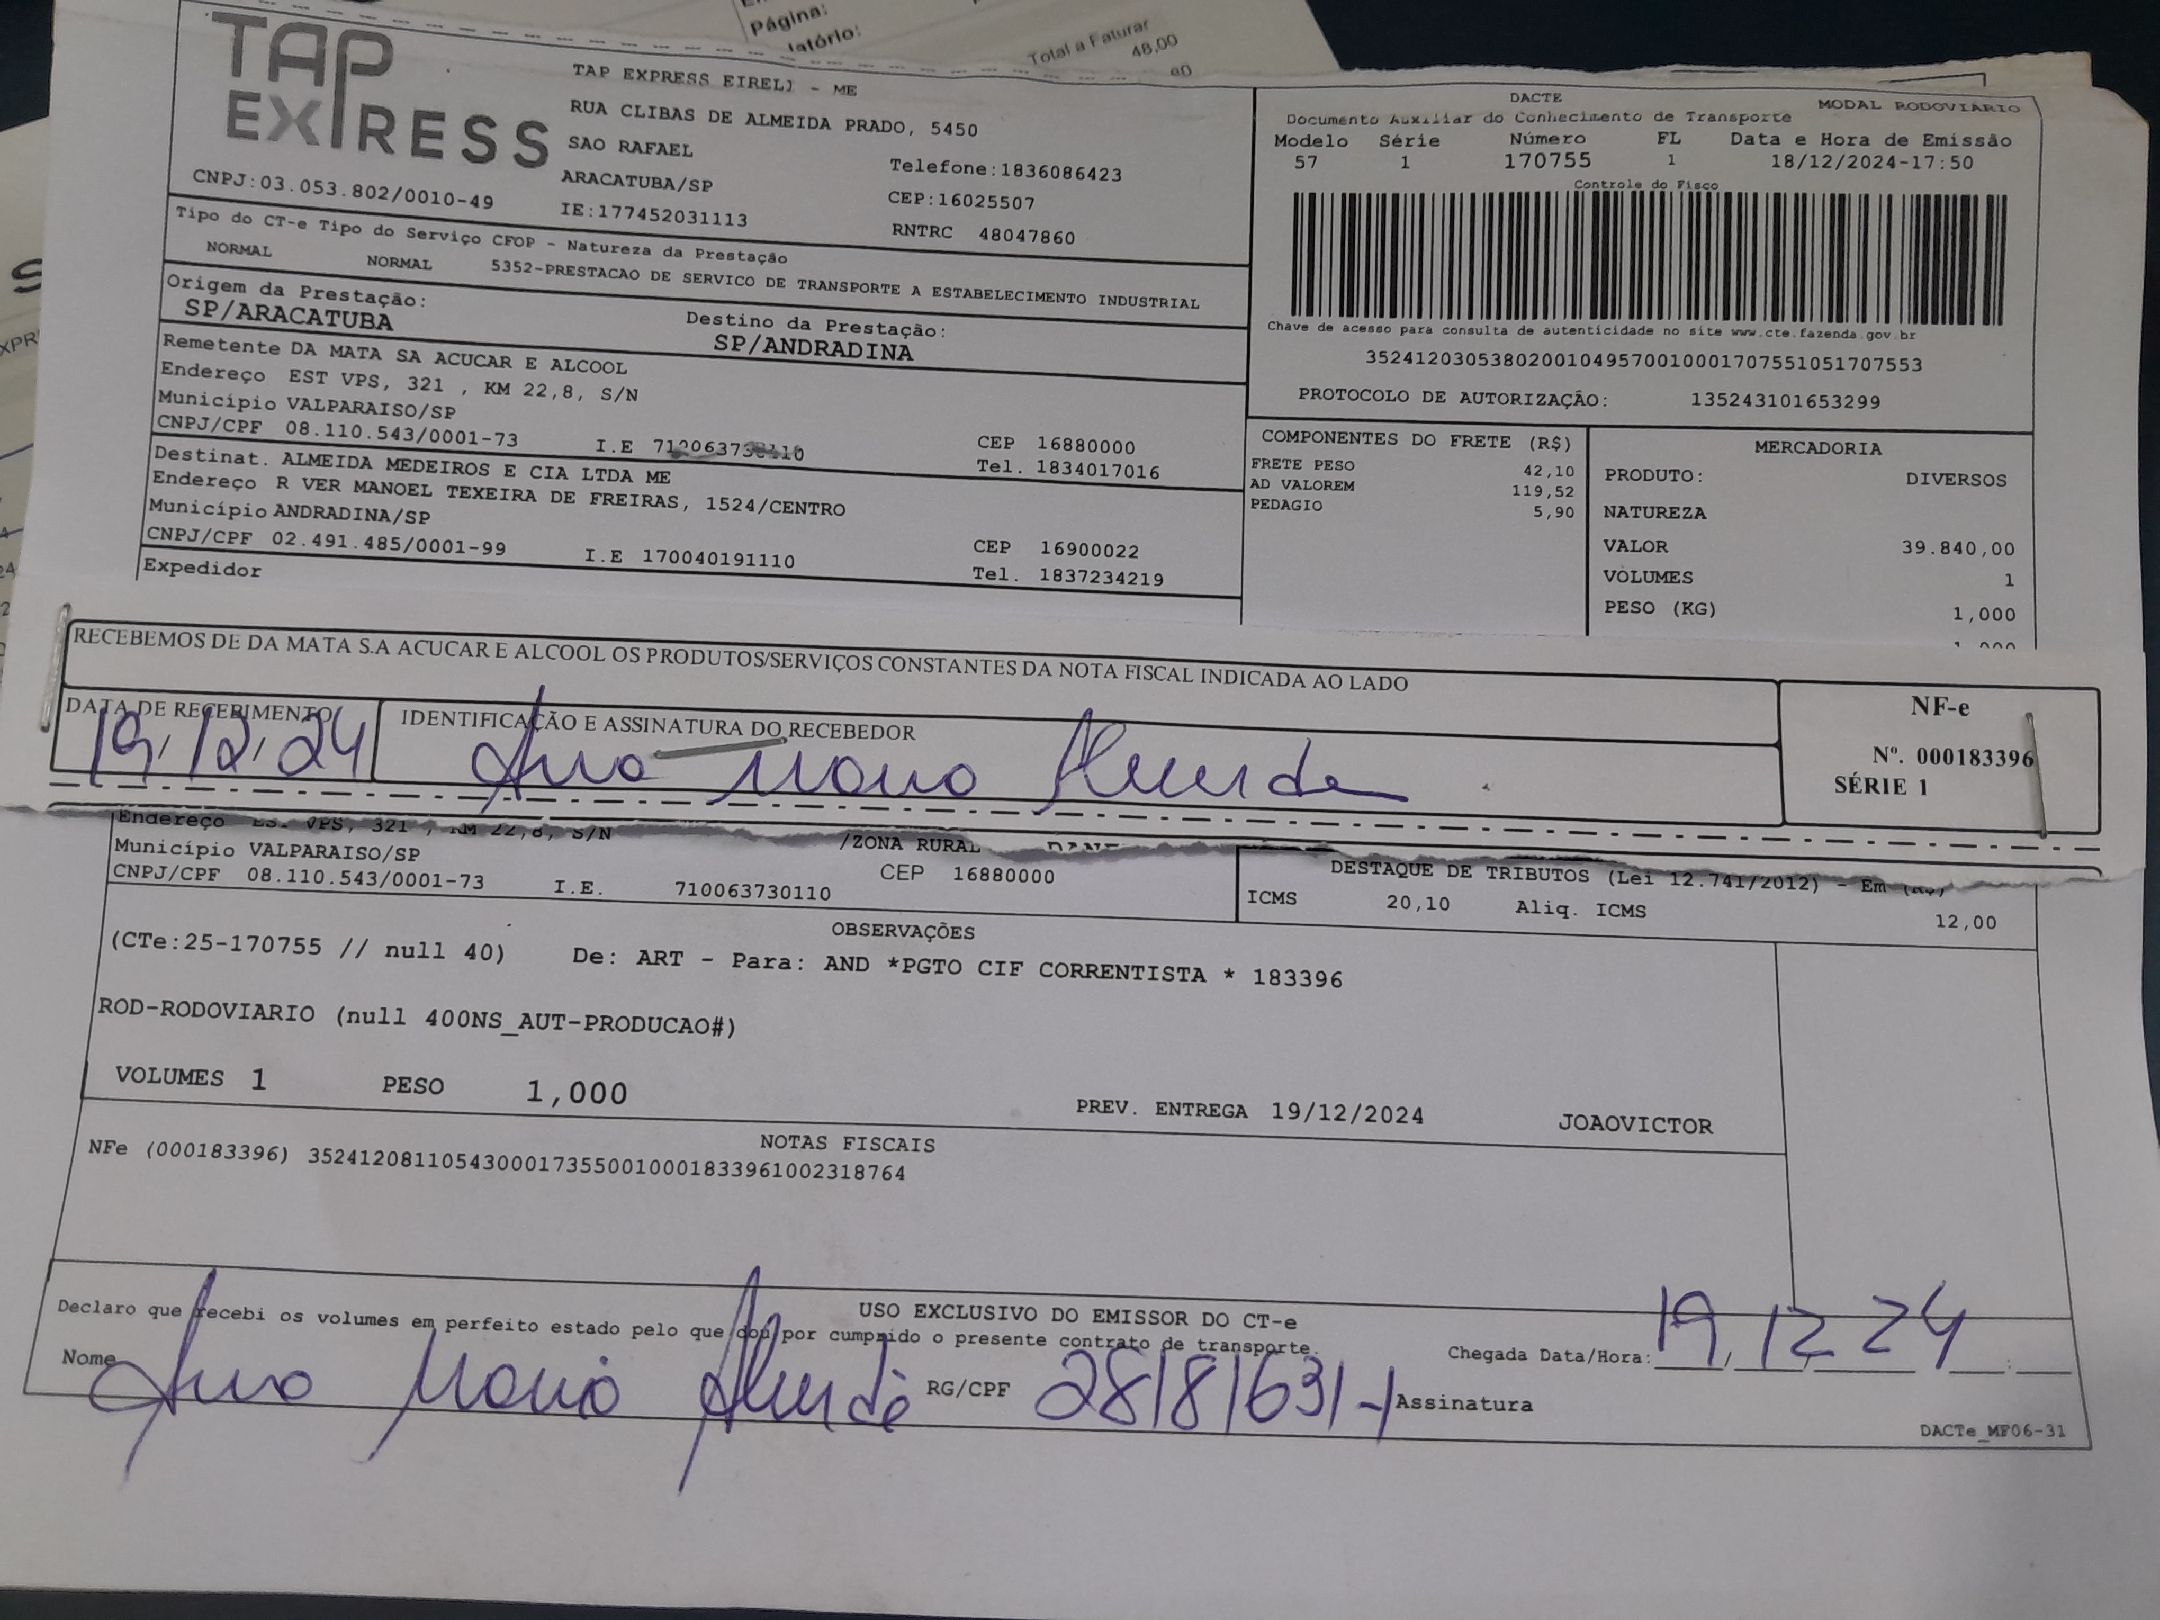 Página:
latório:
Total a Faturar
48,00
TAP
EXPRESS
CNPJ:03.053.802/0010-49
TAP EXPRESS EIRELI - ME
RUA CLIBAS DE ALMEIDA PRADO, 5450
SAO RAFAEL
ARACATUBA/SP
IE:177452031113
Telefone:1836086423
CEP:16025507
RNTRC 48047860
DACTE MODAL RODOVIARIO
Documento Auxiliar do Conhecimento de Transporte
Modelo Série Número FL Data e Hora de Emissão
57 1 170755 1 18/12/2024-17:50
Controle do Fisco
Chave de acesso para consulta de autenticidade no site www.cte.fazenda.gov.br
35241203053802001049570010001707551051707553
PROTOCOLO DE AUTORIZAÇÃO: 135243101653299
Tipo do CT-e Tipo do Serviço CFOP - Natureza da Prestação
NORMAL NORMAL 5352-PRESTACAO DE SERVICO DE TRANSPORTE A ESTABELECIMENTO INDUSTRIAL
Origem da Prestação: Destino da Prestação:
SP/ARACATUBA SP/ANDRADINA
Remetente DA MATA SA ACUCAR E ALCOOL
Endereço EST VPS, 321 , KM 22,8, S/N
Município VALPARAISO/SP CEP 16880000
CNPJ/CPF 08.110.543/0001-73 I.E Tel. 1834017016
Destinat. ALMEIDA MEDEIROS E CIA LTDA ME
Endereço R VER MANOEL TEXEIRA DE FREIRAS, 1524/CENTRO
Município ANDRADINA/SP CEP 16900022
CNPJ/CPF 02.491.485/0001-99 I.E 170040191110 Tel. 1837234219
Expedidor
COMPONENTES DO FRETE (R$)
FRETE PESO 42,10
AD VALOREM 119,52
PEDAGIO 5,90
MERCADORIA
PRODUTO: DIVERSOS
NATUREZA
VALOR 39.840,00
VOLUMES 1
PESO (KG) 1,000
RECEBEMOS DE DA MATA S.A ACUCAR E ALCOOL OS PRODUTOS/SERVIÇOS CONSTANTES DA NOTA FISCAL INDICADA AO LADO
DATA DE RECEBIMENTO IDENTIFICAÇÃO E ASSINATURA DO RECEBEDOR
19.12.24
NF-e
Nº. 000183396
SÉRIE 1
Endereço EST VPS, 321 , KM 22,8, S/N /ZONA RURAL
Município VALPARAISO/SP CEP 16880000
CNPJ/CPF 08.110.543/0001-73 I.E. 710063730110
DESTAQUE DE TRIBUTOS (Lei 12.741/2012) - Em (R$)
ICMS 20,10 Aliq. ICMS 12,00
OBSERVAÇÕES
(CTe:25-170755 // null 40) De: ART - Para: AND *PGTO CIF CORRENTISTA * 183396
ROD-RODOVIARIO (null 400NS_AUT-PRODUCAO#)
VOLUMES 1 PESO 1,000
PREV. ENTREGA 19/12/2024 JOAOVICTOR
NOTAS FISCAIS
NFe (000183396) 35241208110543000173550010001833961002318764
USO EXCLUSIVO DO EMISSOR DO CT-e
Declaro que recebi os volumes em perfeito estado pelo que dou por cumprido o presente contrato de transporte.
Nome RG/CPF 28181631-1 Assinatura
Chegada Data/Hora: 19,12 24
DACTe_MF06-31